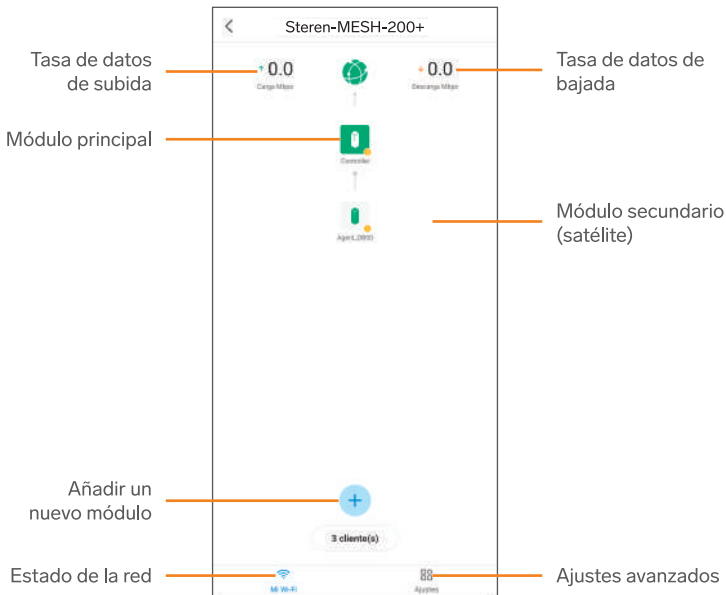 Steren-MESH-200+
Tasa de datos
de subida
0.0
Carga Mbps
0.0
Descarga Mbps
Tasa de datos de
bajada
Módulo principal
Controller
Módulo secundario
(satélite)
Añadir un
nuevo módulo
3 cliente(s)
Estado de la red
Mi Wi-Fi
Ajustes
Ajustes avanzados